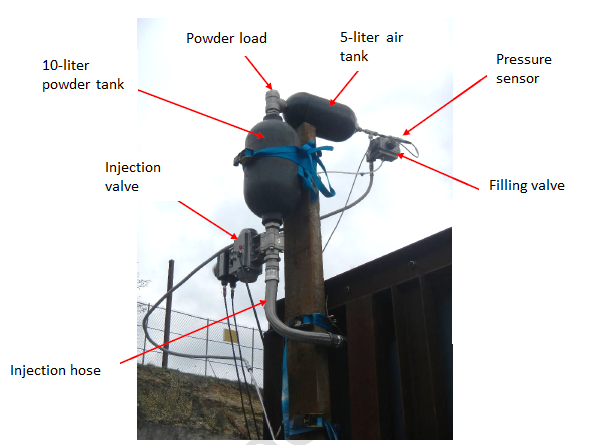 Powder load
5-liter air
tank
10-liter
powder tank
Pressure
sensor
Injection
valve
Filling valve
Injection hose